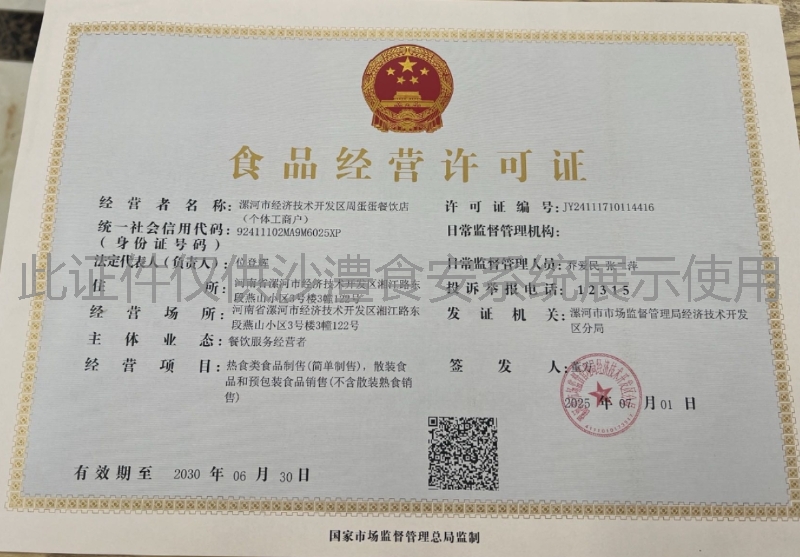 食品经营许可证
经营者名称: 漯河市经济技术开发区周蛋蛋餐饮店
(个体工商户)
统一社会信用代码: 92411102MA9M6025XP
(身份证号码)
法定代表人(负责人):
住所: 河南省漯河市经济技术开发区湘江路东
段燕山小区3号楼3幢122号
经营场所: 河南省漯河市经济技术开发区湘江路东
段燕山小区3号楼3幢122号
主体业态: 餐饮服务经营者
经营项目: 热食类食品制售(简单制售), 散装食
品和预包装食品销售(不含散装熟食销
售)
有效期至 2030 年 06 月 30 日
许可证编号: JY24111710114416
日常监督管理机构:
日常监督管理人员:
投诉举报电话: 12315
发证机关: 漯河市市场监督管理局经济技术开发
区分局
签发人:
2025 年 07 月 01 日
此证件仅供沙澧食安系统展示使用
国家市场监督管理总局监制